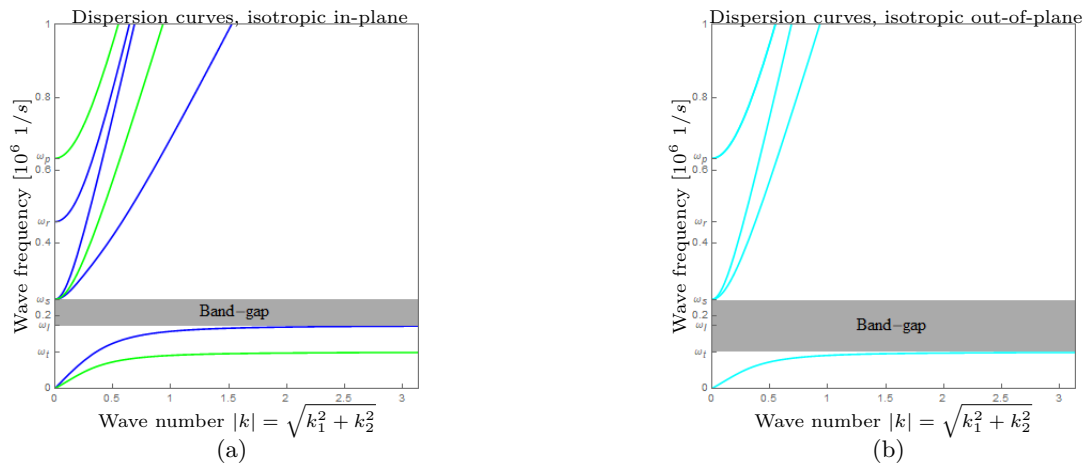 Dispersion curves, isotropic in-plane
Wave frequency [10^6 1/s]
1
0.8
ω_p
0.6
ω_r
0.4
ω_s
0.2
ω_l
ω_t
0
Band-gap
0 0.5 1 1.5 2 2.5 3
Wave number |k| = √(k_1^2 + k_2^2)
(a)
Dispersion curves, isotropic out-of-plane
Wave frequency [10^6 1/s]
1
0.8
ω_p
0.6
ω_r
0.4
ω_s
0.2
ω_l
ω_t
0
Band-gap
0 0.5 1 1.5 2 2.5 3
Wave number |k| = √(k_1^2 + k_2^2)
(b)